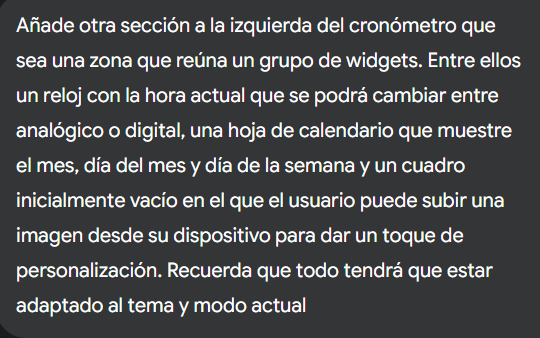 Añade otra sección a la izquierda del cronómetro que
sea una zona que reúna un grupo de widgets. Entre ellos
un reloj con la hora actual que se podrá cambiar entre
analógico o digital, una hoja de calendario que muestre
el mes, día del mes y día de la semana y un cuadro
inicialmente vacío en el que el usuario puede subir una
imagen desde su dispositivo para dar un toque de
personalización. Recuerda que todo tendrá que estar
adaptado al tema y modo actual